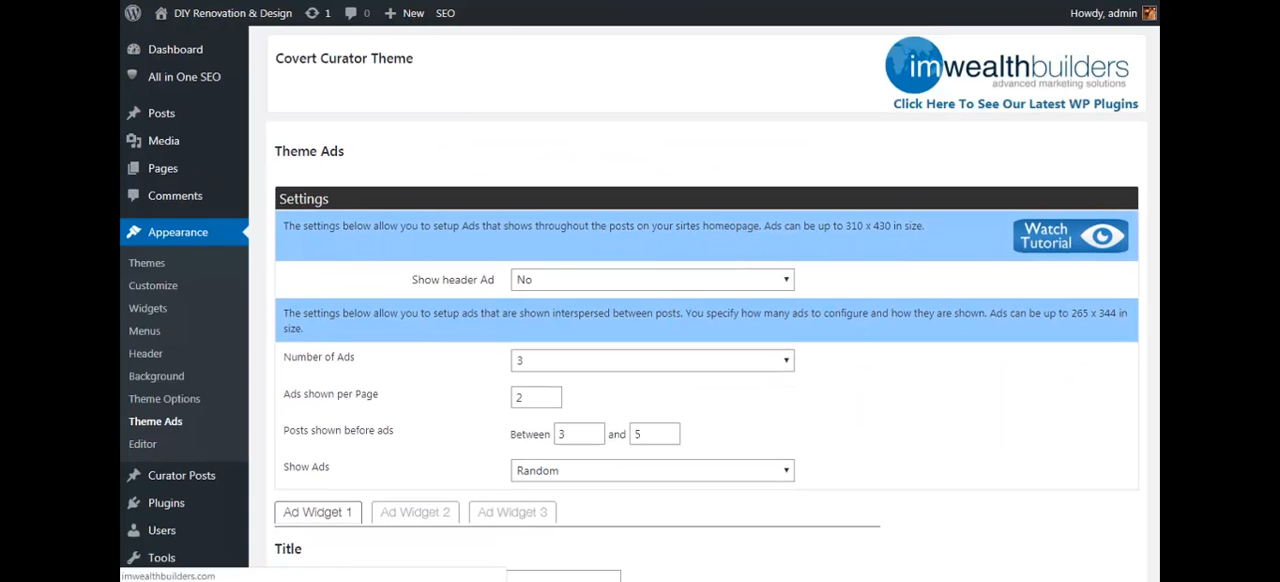 DIY Renovation & Design 1 0 New SEO Howdy, admin
Dashboard
All in One SEO
Posts
Media
Pages
Comments
Appearance
Themes
Customize
Widgets
Menus
Header
Background
Theme Options
Theme Ads
Editor
Curator Posts
Plugins
Users
Tools
Covert Curator Theme
imwealthbuilders
advanced marketing solutions
Click Here To See Our Latest WP Plugins
Theme Ads
Settings
The settings below allow you to setup Ads that shows throughout the posts on your sirtes homeopage. Ads can be up to 310 x 430 in size.
Watch
Tutorial
Show header Ad No
The settings below allow you to setup ads that are shown interspersed between posts. You specify how many ads to configure and how they are shown. Ads can be up to 265 x 344 in
size.
Number of Ads 3
Ads shown per Page 2
Posts shown before ads Between 3 and 5
Show Ads Random
Ad Widget 1 Ad Widget 2 Ad Widget 3
Title
imwealthbuilders.com